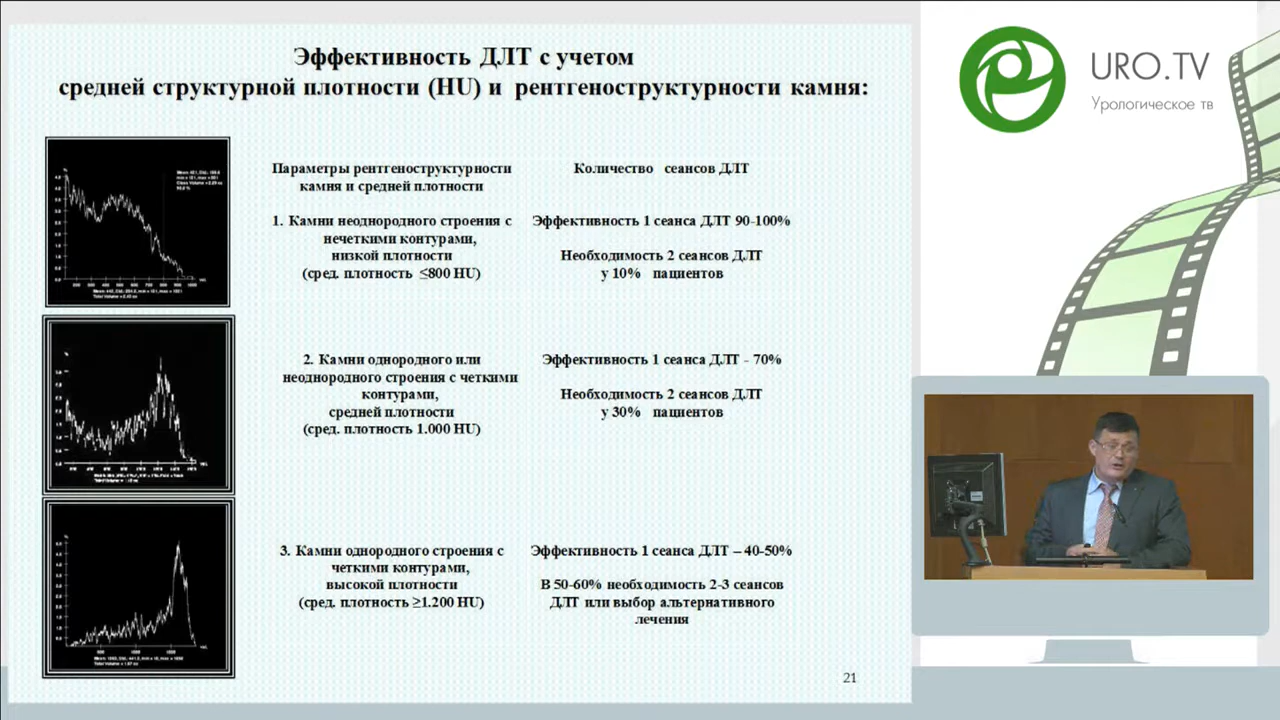 Эффективность ДЛТ с учетом
средней структурной плотности (HU) и рентгеноструктурности камня:
Параметры рентгеноструктурности
камня и средней плотности
Количество сеансов ДЛТ
1. Камни неоднородного строения с
нечеткими контурами,
низкой плотности
(сред. плотность ≤800 HU)
Эффективность 1 сеанса ДЛТ 90-100%
Необходимость 2 сеансов ДЛТ
у 10% пациентов
2. Камни однородного или
неоднородного строения с четкими
контурами,
средней плотности
(сред. плотность 1.000 HU)
Эффективность 1 сеанса ДЛТ - 70%
Необходимость 2 сеансов ДЛТ
у 30% пациентов
3. Камни однородного строения с
четкими контурами,
высокой плотности
(сред. плотность ≥1.200 HU)
Эффективность 1 сеанса ДЛТ – 40-50%
В 50-60% необходимость 2-3 сеансов
ДЛТ или выбор альтернативного
лечения
21
URO.TV
Урологическое тв